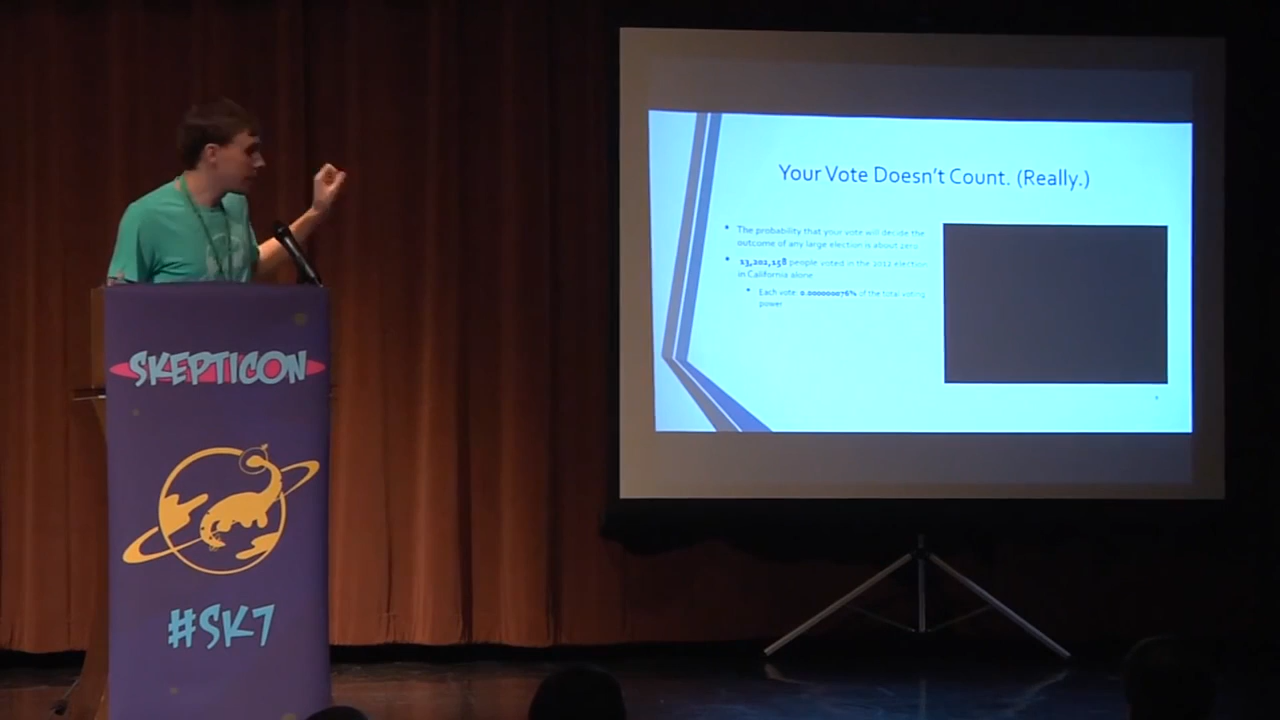 SKEPTICON
#SK7
Your Vote Doesn't Count. (Really.)
• The probability that your vote will decide the
outcome of any large election is about zero.
• 13,202,158 people voted in the 2012 election
in California alone
• Each vote: 0.000000076% of the total voting
power